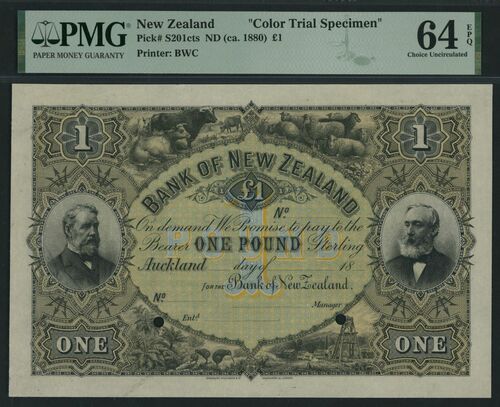 PMG
PAPER MONEY GUARANTY
New Zealand "Color Trial Specimen"
Pick# S201cts ND (ca. 1880) £1
Printer: BWC
64 EPQ
Choice Uncirculated
1 1
BANK OF NEW ZEALAND
£1
No
On demand We Promise to pay to the
Bearer ONE POUND Sterling
Auckland day of 18
FOR THE Bank of New Zealand.
No
Manager
Entd
ONE ONE